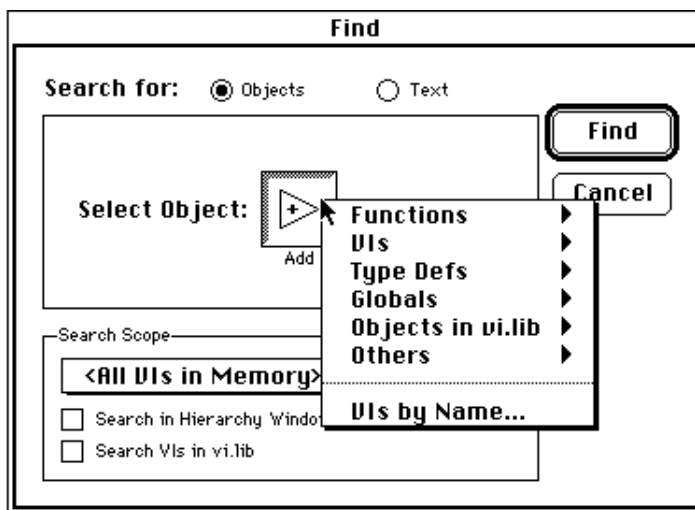 Find
Search for: Objects Text
Find
Cancel
Select Object:
Add
Functions
VIs
Type Defs
Globals
Objects in vi.lib
Others
VIs by Name...
Search Scope
<All VIs in Memory>
Search in Hierarchy Windo
Search VIs in vi.lib